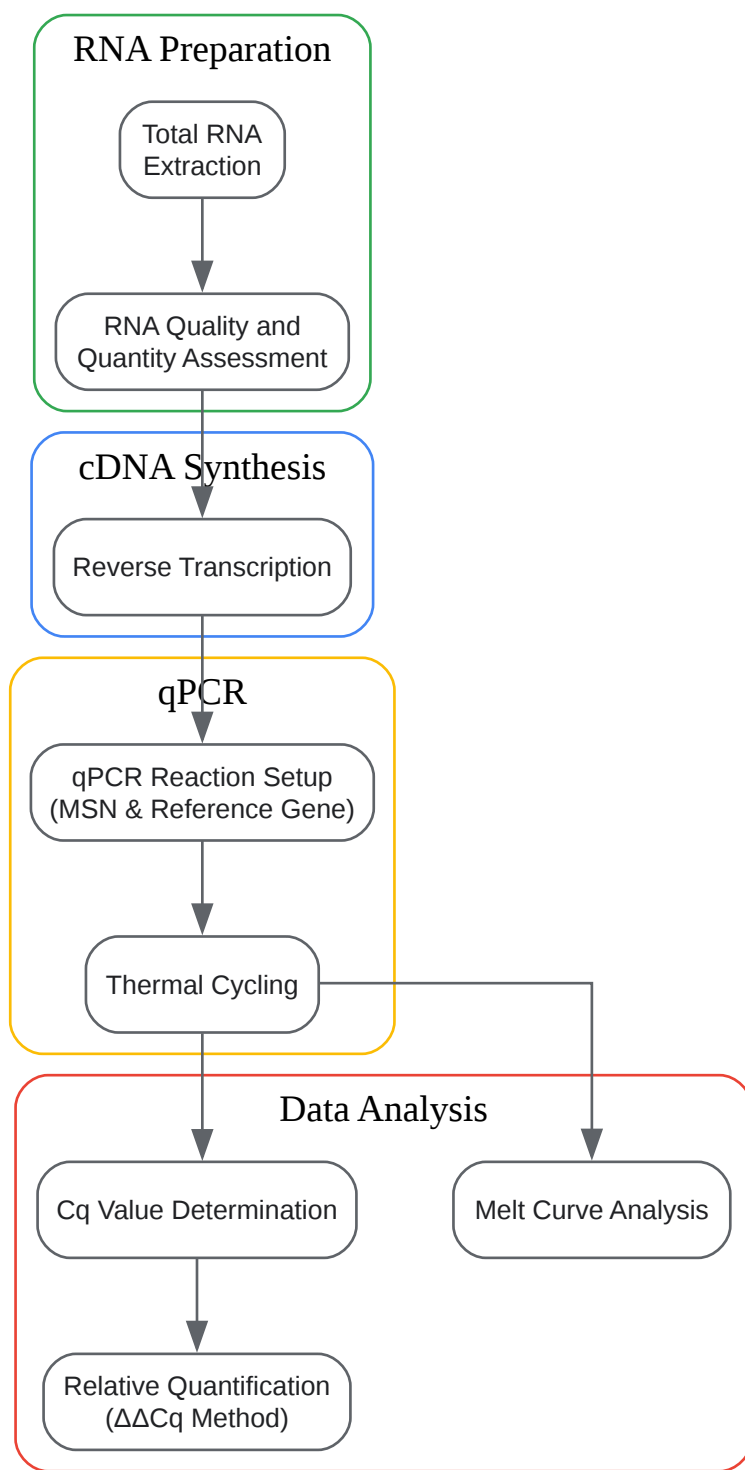 RNA Preparation
Total RNA
Extraction
RNA Quality and
Quantity Assessment
cDNA Synthesis
Reverse Transcription
qPCR
qPCR Reaction Setup
(MSN & Reference Gene)
Thermal Cycling
Data Analysis
Cq Value Determination
Melt Curve Analysis
Relative Quantification
(ΔΔCq Method)